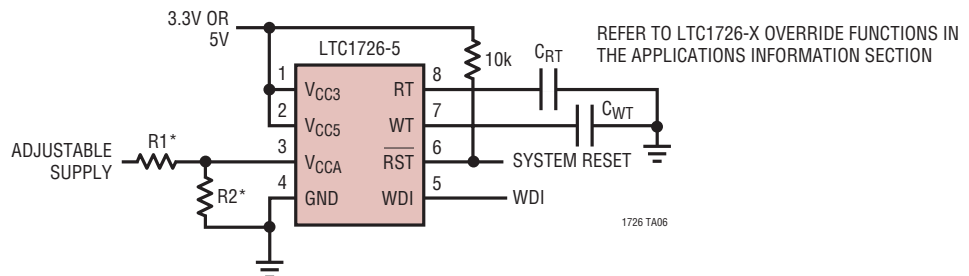 3.3V OR
5V
LTC1726-5
10k
CRT
REFER TO LTC1726-X OVERRIDE FUNCTIONS IN
THE APPLICATIONS INFORMATION SECTION
1 VCC3 RT 8
2 VCC5 WT 7
CWT
ADJUSTABLE
SUPPLY
R1*
3 VCCA RST 6
SYSTEM RESET
R2*
4 GND WDI 5
WDI
1726 TA06